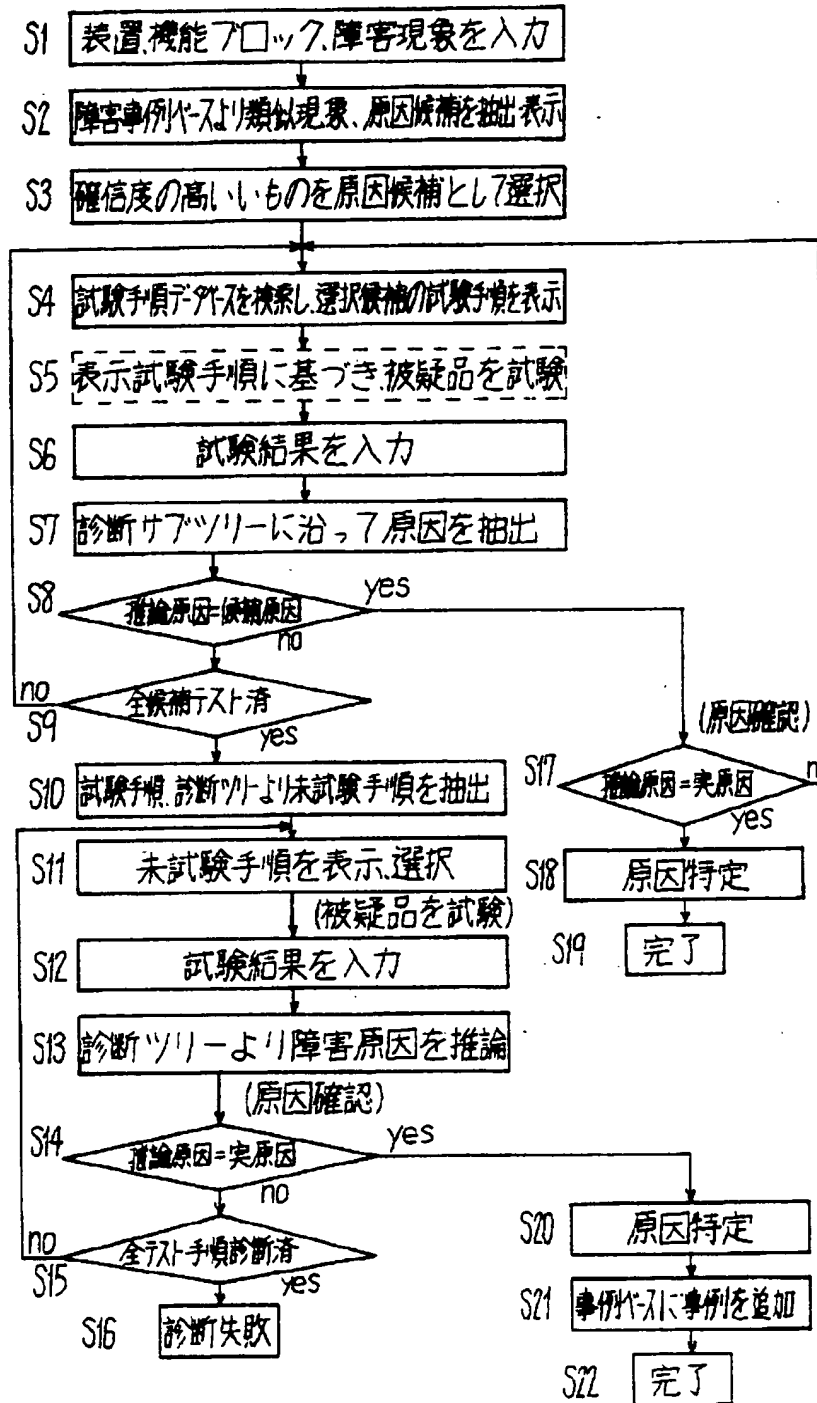 S1 装置、機能ブロック、障害現象を入力
S2 障害事例ベースより類似現象、原因候補を抽出表示
S3 確信度の高いいものを原因候補として選択
S4 試験手順データベースを検索し、選択候補の試験手順を表示
S5 表示試験手順に基づき、被疑品を試験
S6 試験結果を入力
S7 診断サブツリーに沿って原因を抽出
S8 推論原因=候補原因
yes
no
S9 全候補テスト済
no
yes
S10 試験手順、診断ツリーより未試験手順を抽出
S11 未試験手順を表示、選択
(被疑品を試験)
S12 試験結果を入力
S13 診断ツリーより障害原因を推論
(原因確認)
S14 推論原因=実原因
yes
no
S15 全テスト手順診断済
no
yes
S16 診断失敗
(原因確認)
S17 推論原因=実原因
n
yes
S18 原因特定
S19 完了
S20 原因特定
S21 事例ベースに事例を追加
S22 完了